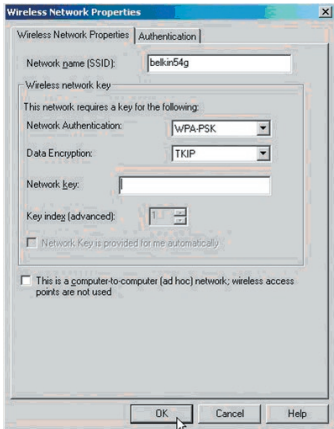 Wireless Network Properties
Wireless Network Properties Authentication
Network name (SSID): belkin54g
Wireless network key
This network requires a key for the following:
Network Authentication: WPA-PSK
Data Encryption: TKIP
Network key:
Key index (advanced): 1
Network Key is provided for me automatically
This is a computer-to-computer (ad hoc) network; wireless access
points are not used
OK Cancel Help